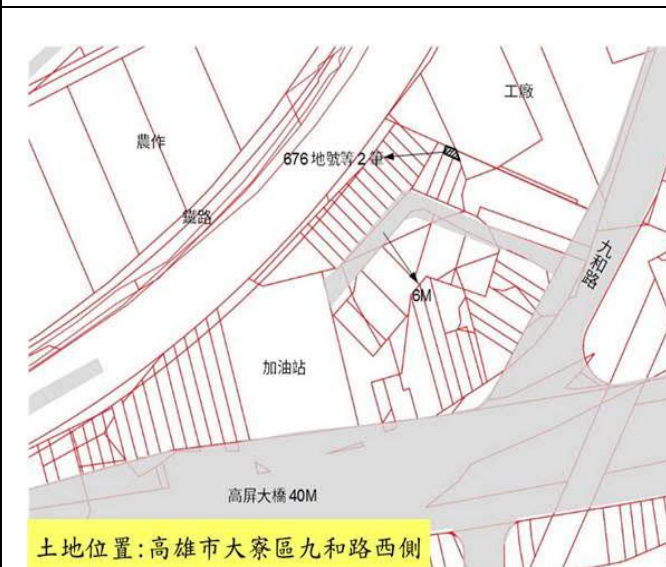 工廠
農作
676 地號等 2 筆
鐵路
九和路
6M
加油站
高屏大橋 40M
土地位置:高雄市大寮區九和路西側